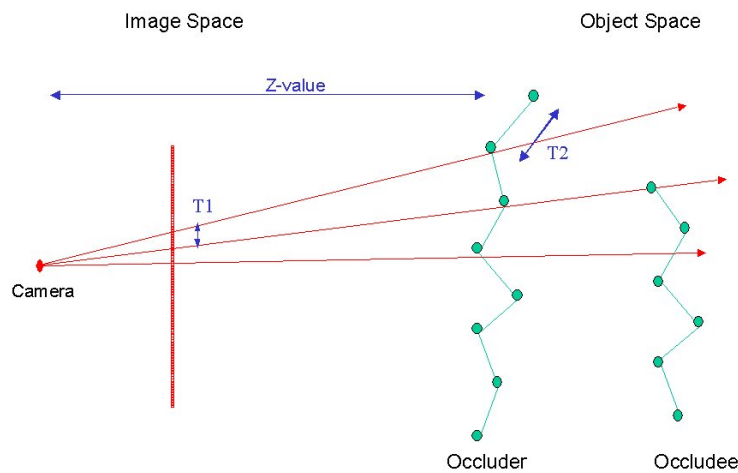 Image Space
Object Space
Z-value
T2
T1
Camera
Occluder
Occludee